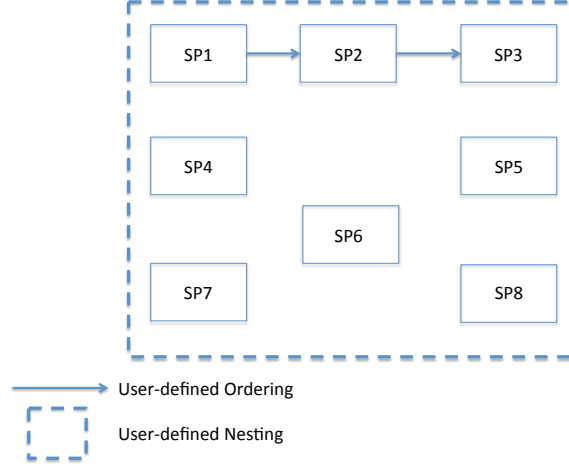 SP1 SP2 SP3
SP4 SP5
SP6
SP7 SP8
User-defined Ordering
User-defined Nesting